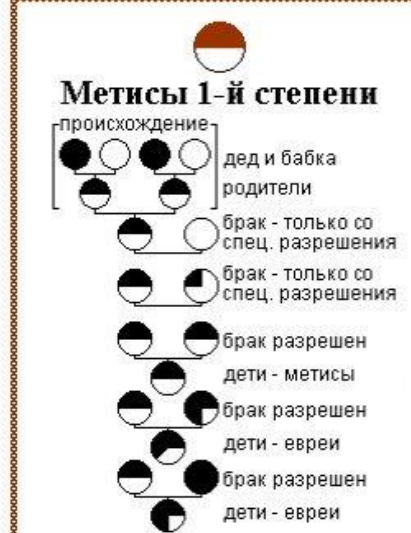 Метисы 1-й степени
происхождение
дед и бабка
родители
брак - только со
спец. разрешения
брак - только со
спец. разрешения
брак разрешен
дети - метисы
брак разрешен
дети - евреи
брак разрешен
дети - евреи